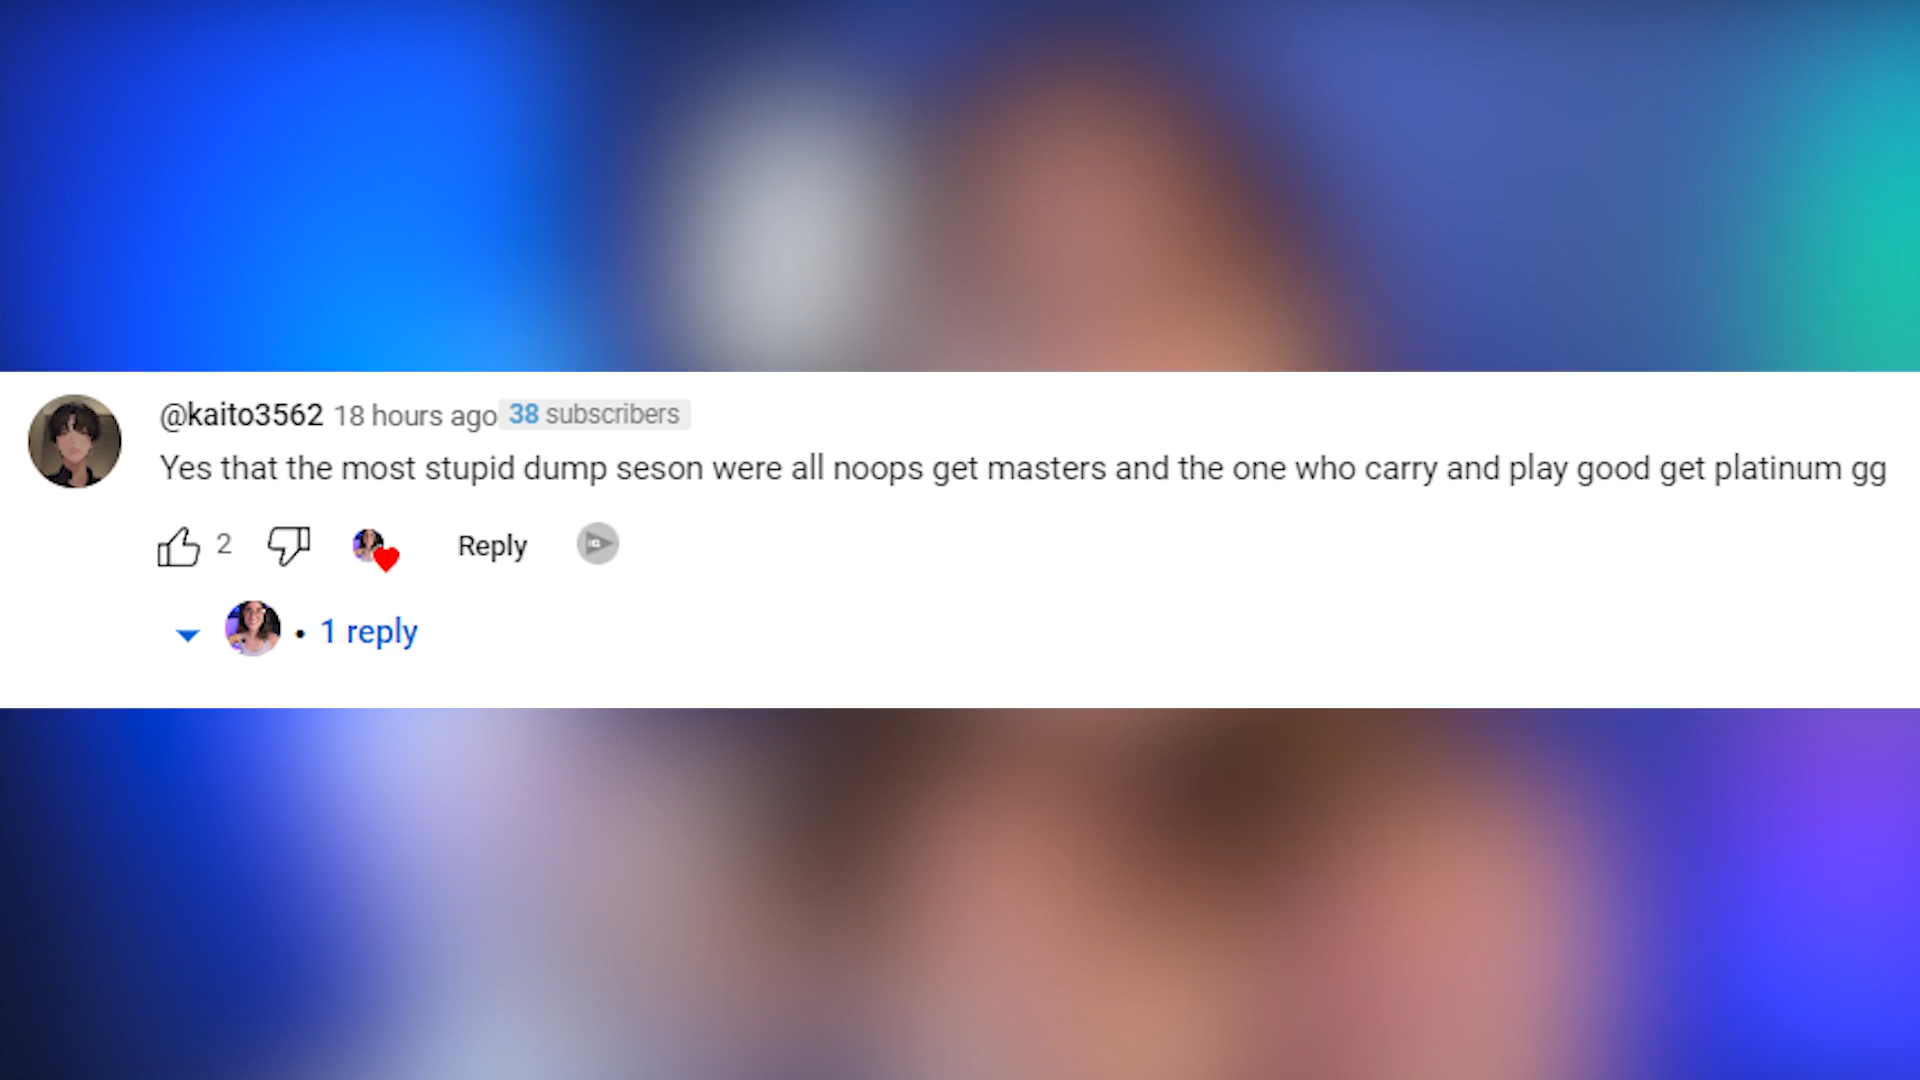 @kaito3562 18 hours ago 38 subscribers
Yes that the most stupid dump seson were all noops get masters and the one who carry and play good get platinum gg
2 Reply
• 1 reply